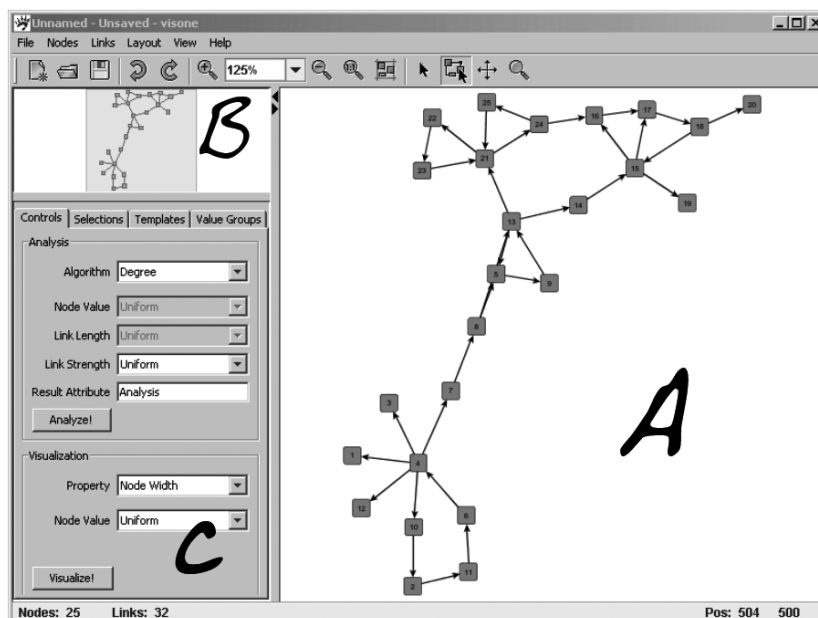 Unnamed - Unsaved - visone
File Nodes Links Layout View Help
125%
1:1
B
Controls Selections Templates Value Groups
Analysis
Algorithm Degree
Node Value Uniform
Link Length Uniform
Link Strength Uniform
Result Attribute Analysis
Analyze!
Visualization
Property Node Width
Node Value Uniform
C
Visualize!
25
20
22
24
16
17
18
21
23
15
14
19
13
5
9
8
A
7
3
1
4
12
6
10
11
2
Nodes: 25 Links: 32 Pos: 504 500